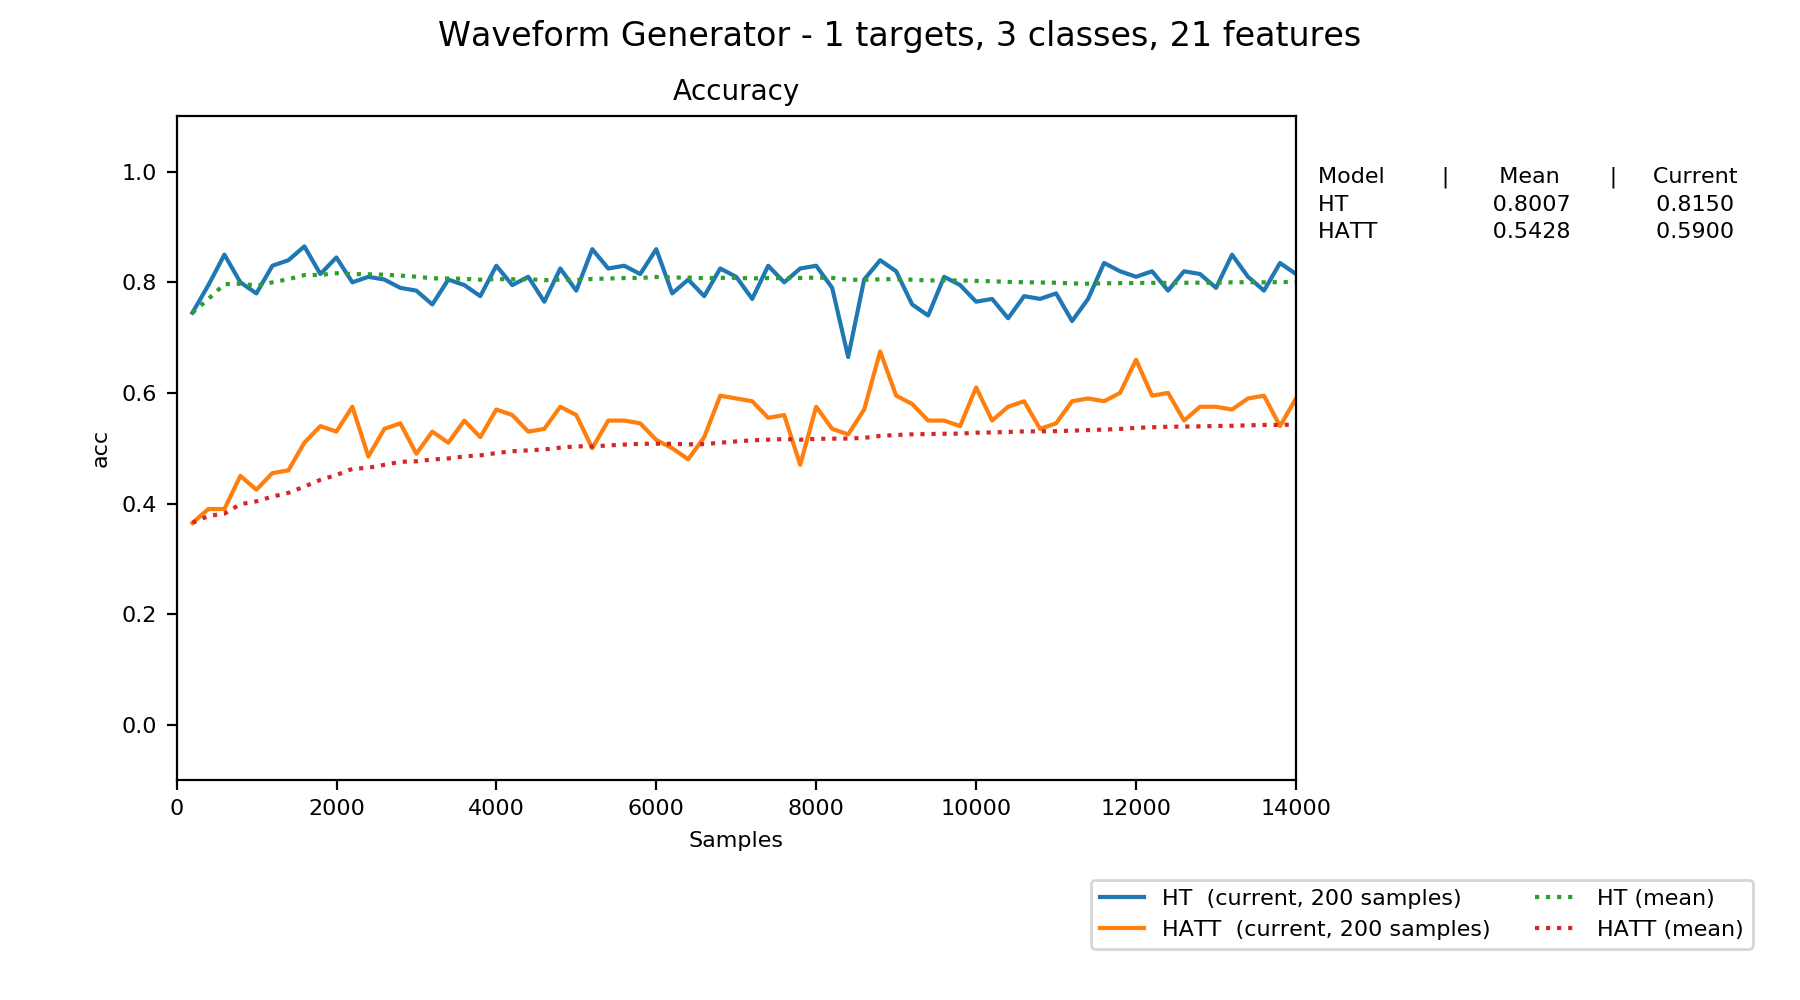 Waveform Generator - 1 targets, 3 classes, 21 features
Accuracy
Model | Mean | Current
HT 0.8007 0.8150
HATT 0.5428 0.5900
1.0
0.8
0.6
0.4
0.2
0.0
acc
0 2000 4000 6000 8000 10000 12000 14000
Samples
HT (current, 200 samples) HT (mean)
HATT (current, 200 samples) HATT (mean)